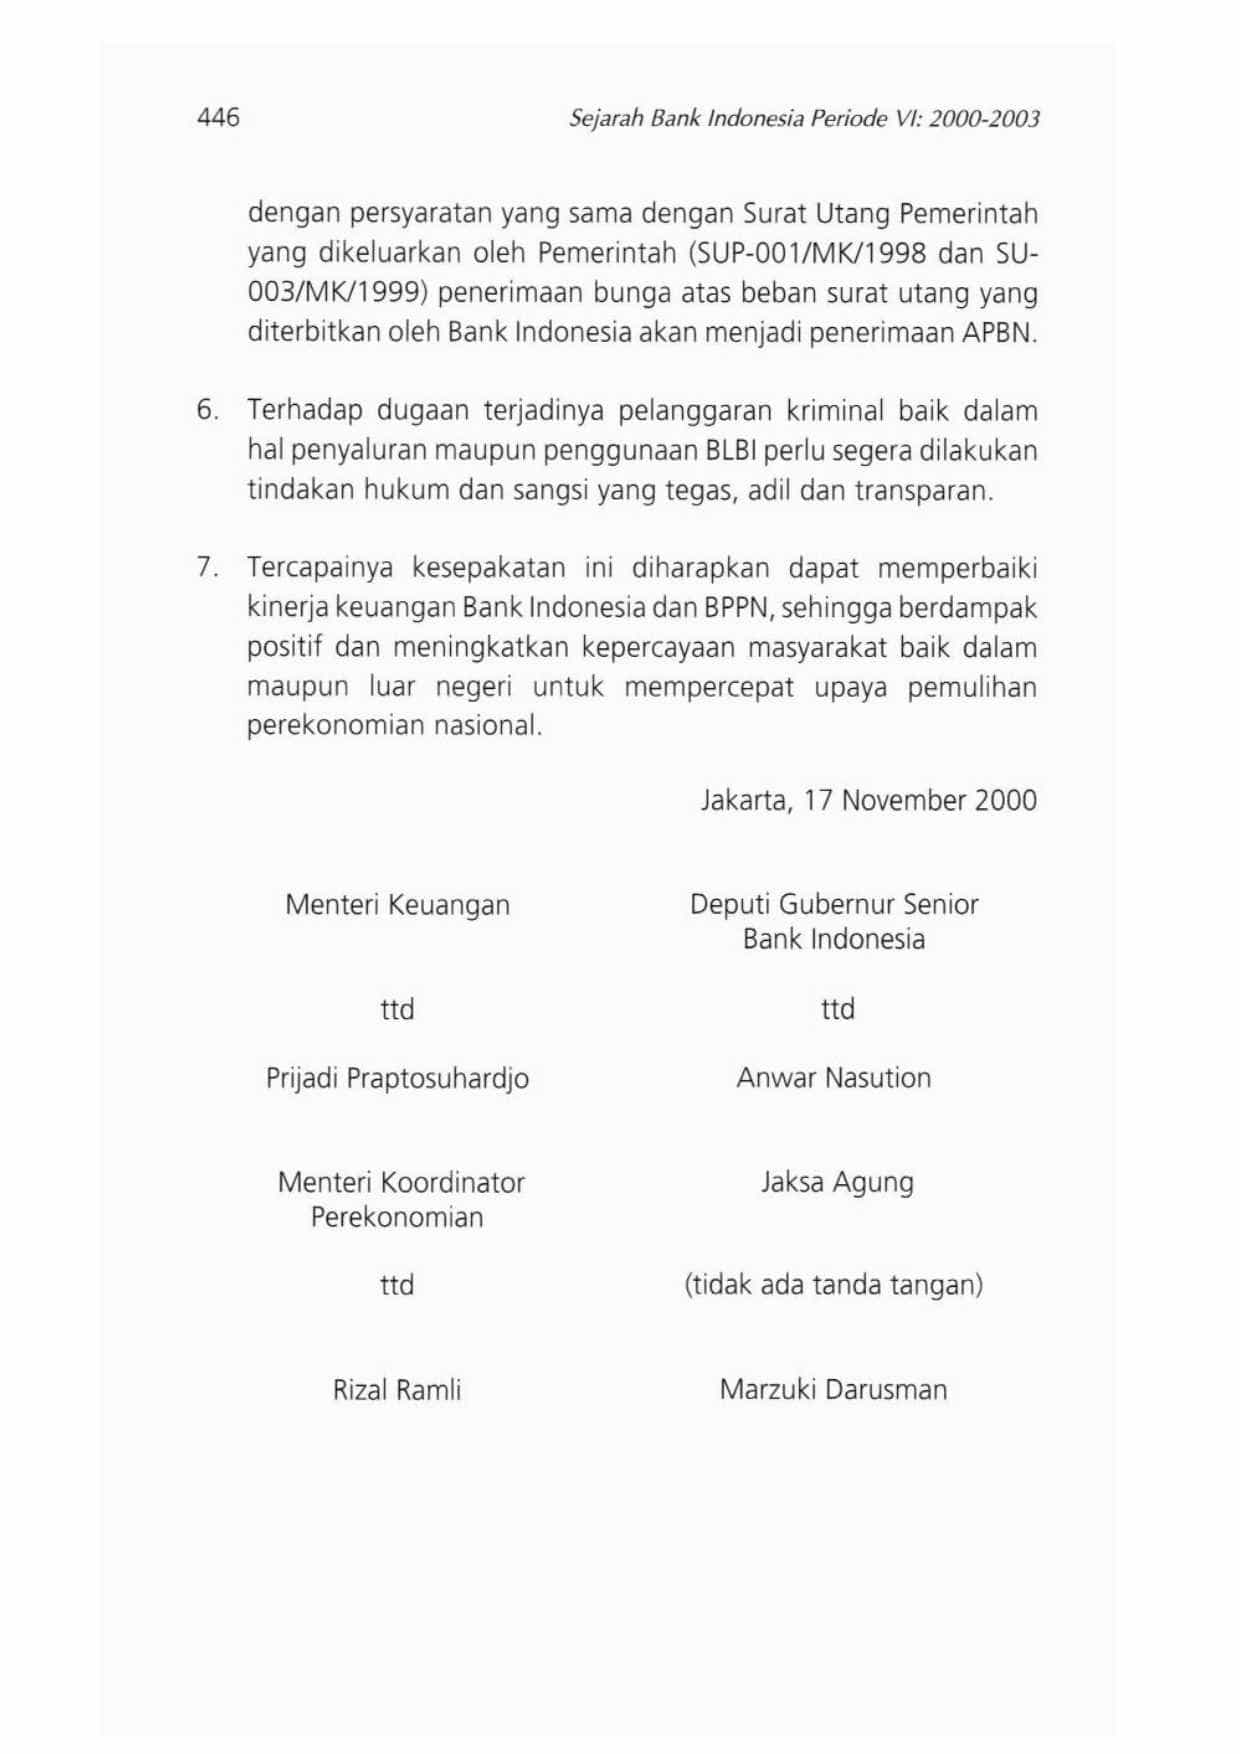 446 Sejarah Bank Indonesia Periode VI: 2000-2003
dengan persyaratan yang sama dengan Surat Utang Pemerintah
yang dikeluarkan oleh Pemerintah (SUP-001/MK/1998 dan SU-
003/MK/1999) penerimaan bunga atas beban surat utang yang
diterbitkan oleh Bank Indonesia akan menjadi penerimaan APBN.
6. Terhadap dugaan terjadinya pelanggaran kriminal baik dalam
hal penyaluran maupun penggunaan BLBI perlu segera dilakukan
tindakan hukum dan sangsi yang tegas, adil dan transparan.
7. Tercapainya kesepakatan ini diharapkan dapat memperbaiki
kinerja keuangan Bank Indonesia dan BPPN, sehingga berdampak
positif dan meningkatkan kepercayaan masyarakat baik dalam
maupun luar negeri untuk mempercepat upaya pemulihan
perekonomian nasional.
Jakarta, 17 November 2000
Menteri Keuangan Deputi Gubernur Senior
Bank Indonesia
ttd ttd
Prijadi Praptosuhardjo Anwar Nasution
Menteri Koordinator Jaksa Agung
Perekonomian
ttd (tidak ada tanda tangan)
Rizal Ramli Marzuki Darusman